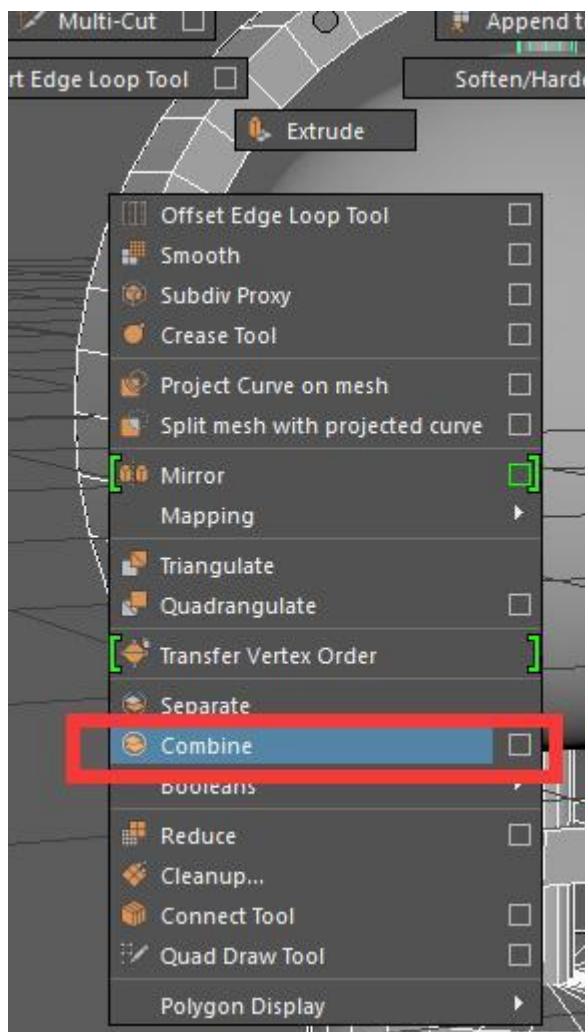 Multi-Cut
Append t
rt Edge Loop Tool
Soften/Harde
Extrude
Offset Edge Loop Tool
Smooth
Subdiv Proxy
Crease Tool
Project Curve on mesh
Split mesh with projected curve
Mirror
Mapping
Triangulate
Quadrangulate
Transfer Vertex Order
Separate
Combine
Booleans
Reduce
Cleanup...
Connect Tool
Quad Draw Tool
Polygon Display